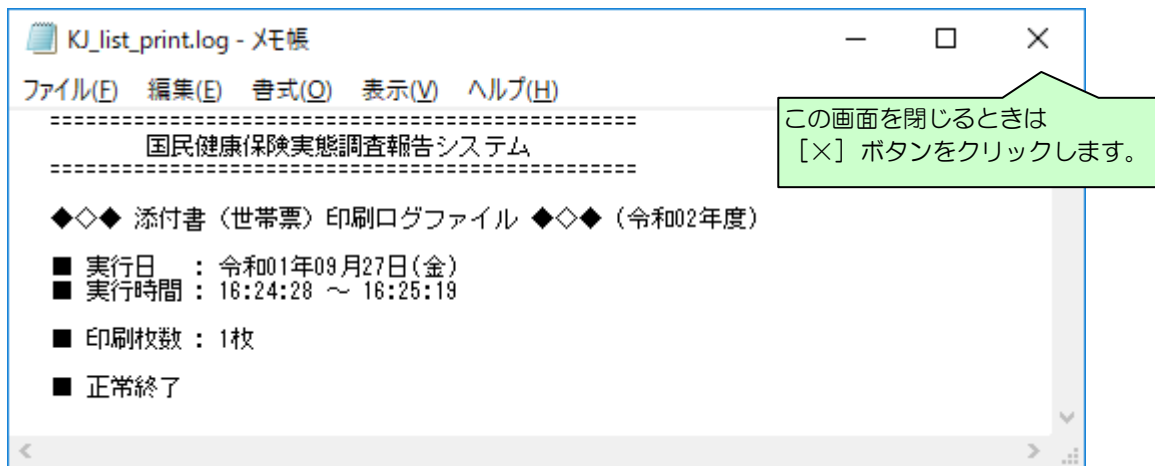 KJ_list_print.log - メモ帳
ファイル(F) 編集(E) 書式(O) 表示(V) ヘルプ(H)
==================================================
国民健康保険実態調査報告システム
==================================================
◆◇◆ 添付書（世帯票）印刷ログファイル ◆◇◆（令和02年度）
■ 実行日 : 令和01年09月27日(金)
■ 実行時間 : 16:24:28 ～ 16:25:19
■ 印刷枚数 : 1枚
■ 正常終了
この画面を閉じるときは
［×］ボタンをクリックします。